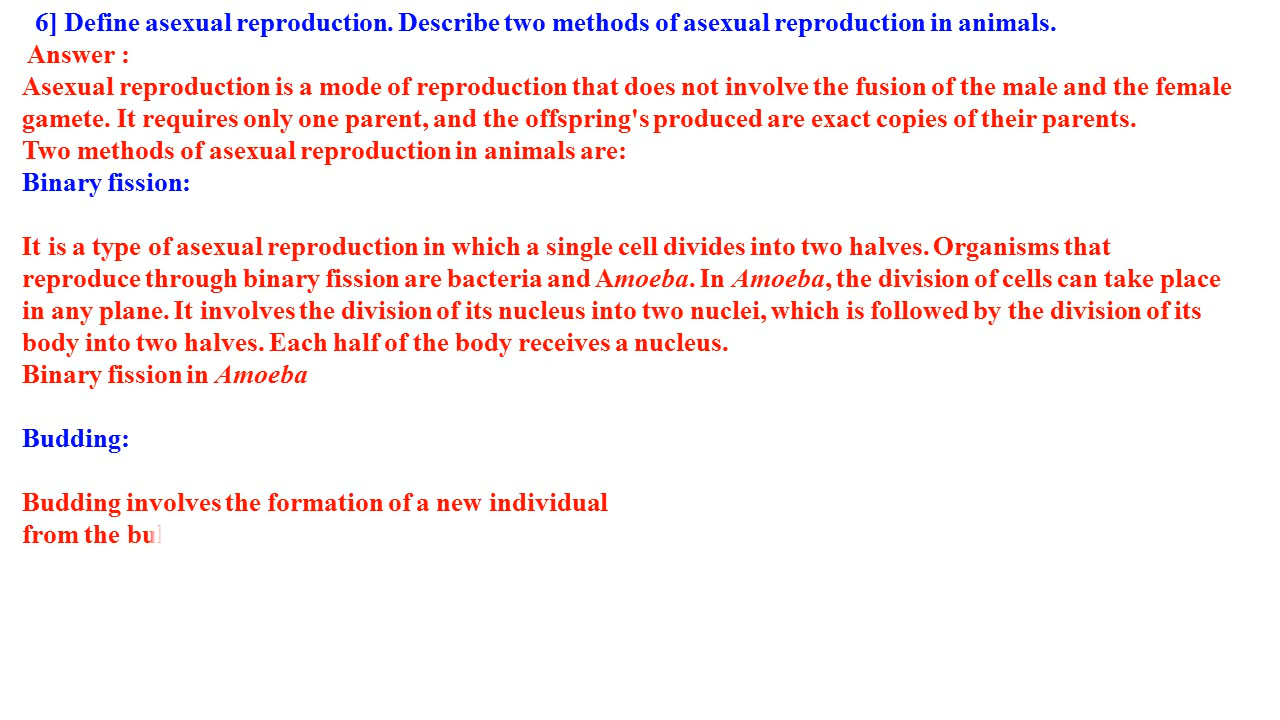 6] Define asexual reproduction. Describe two methods of asexual reproduction in animals.
Answer :
Asexual reproduction is a mode of reproduction that does not involve the fusion of the male and the female
gamete. It requires only one parent, and the offspring's produced are exact copies of their parents.
Two methods of asexual reproduction in animals are:
Binary fission:
It is a type of asexual reproduction in which a single cell divides into two halves. Organisms that
reproduce through binary fission are bacteria and Amoeba. In Amoeba, the division of cells can take place
in any plane. It involves the division of its nucleus into two nuclei, which is followed by the division of its
body into two halves. Each half of the body receives a nucleus.
Binary fission in Amoeba
Budding:
Budding involves the formation of a new individual
from the